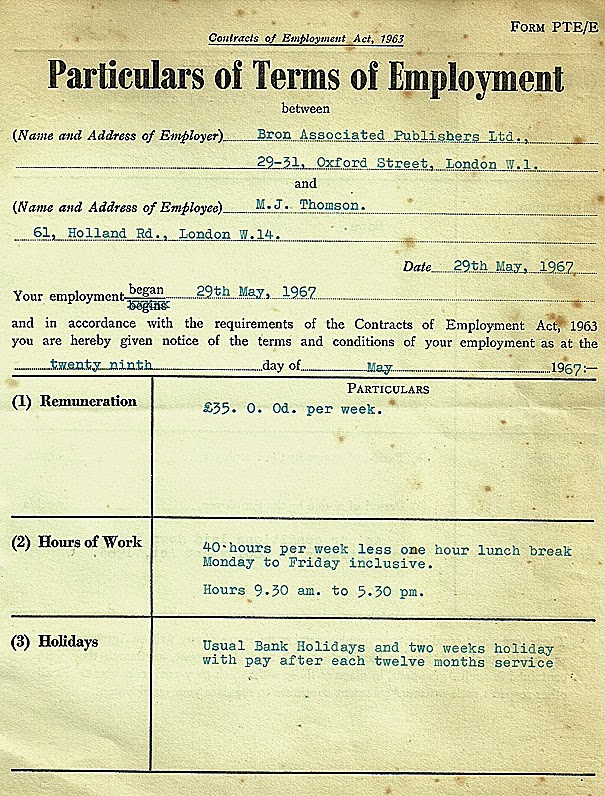 FORM PTE/E
Contracts of Employment Act, 1963
Particulars of Terms of Employment
between
(Name and Address of Employer) Bron Associated Publishers Ltd.,
29-31, Oxford Street, London W.1.
and
(Name and Address of Employee) M.J. Thomson.
61, Holland Rd., London W.14.
Date 29th May, 1967
Your employment began 29th May, 1967
begins
and in accordance with the requirements of the Contracts of Employment Act, 1963
you are hereby given notice of the terms and conditions of your employment as at the
twenty ninth day of May 1967:—
PARTICULARS
(1) Remuneration £35. 0. 0d. per week.
(2) Hours of Work 40 hours per week less one hour lunch break
Monday to Friday inclusive.
Hours 9.30 am. to 5.30 pm.
(3) Holidays Usual Bank Holidays and two weeks holiday
with pay after each twelve months service